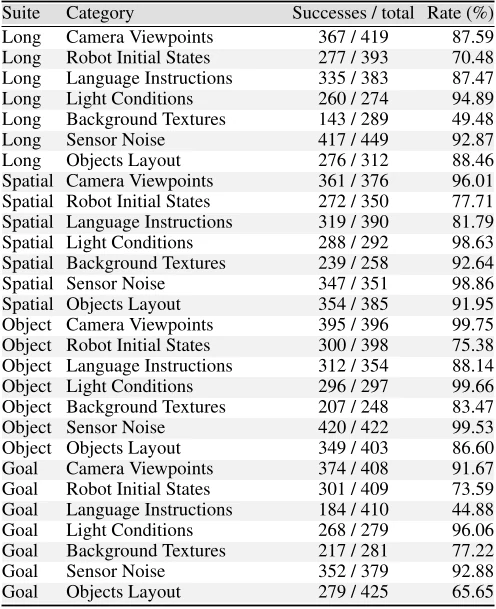 Suite Category Successes / total Rate (%)
Long Camera Viewpoints 367 / 419 87.59
Long Robot Initial States 277 / 393 70.48
Long Language Instructions 335 / 383 87.47
Long Light Conditions 260 / 274 94.89
Long Background Textures 143 / 289 49.48
Long Sensor Noise 417 / 449 92.87
Long Objects Layout 276 / 312 88.46
Spatial Camera Viewpoints 361 / 376 96.01
Spatial Robot Initial States 272 / 350 77.71
Spatial Language Instructions 319 / 390 81.79
Spatial Light Conditions 288 / 292 98.63
Spatial Background Textures 239 / 258 92.64
Spatial Sensor Noise 347 / 351 98.86
Spatial Objects Layout 354 / 385 91.95
Object Camera Viewpoints 395 / 396 99.75
Object Robot Initial States 300 / 398 75.38
Object Language Instructions 312 / 354 88.14
Object Light Conditions 296 / 297 99.66
Object Background Textures 207 / 248 83.47
Object Sensor Noise 420 / 422 99.53
Object Objects Layout 349 / 403 86.60
Goal Camera Viewpoints 374 / 408 91.67
Goal Robot Initial States 301 / 409 73.59
Goal Language Instructions 184 / 410 44.88
Goal Light Conditions 268 / 279 96.06
Goal Background Textures 217 / 281 77.22
Goal Sensor Noise 352 / 379 92.88
Goal Objects Layout 279 / 425 65.65